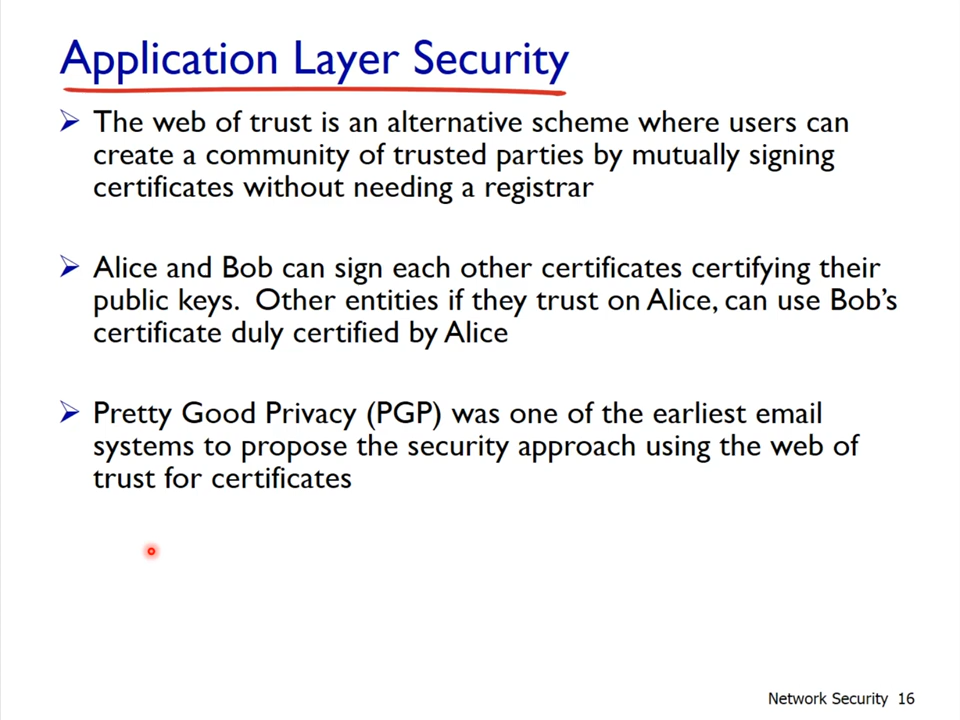 Application Layer Security
The web of trust is an alternative scheme where users can
create a community of trusted parties by mutually signing
certificates without needing a registrar
Alice and Bob can sign each other certificates certifying their
public keys. Other entities if they trust on Alice, can use Bob's
certificate duly certified by Alice
Pretty Good Privacy (PGP) was one of the earliest email
systems to propose the security approach using the web of
trust for certificates
Network Security 16